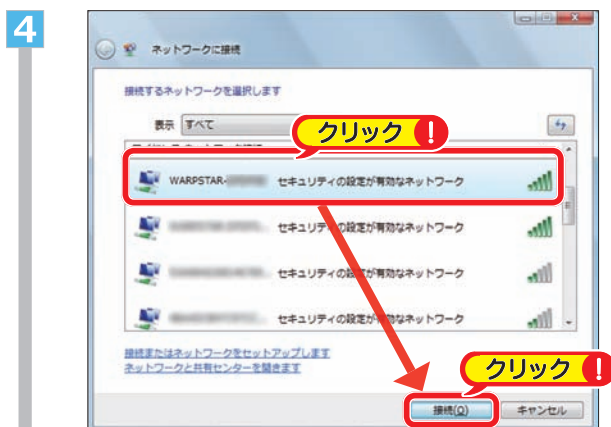 4
ネットワークに接続
接続するネットワークを選択します
表示 すべて
クリック !
WARPSTAR- セキュリティの設定が有効なネットワーク
セキュリティの設定が有効なネットワーク
セキュリティの設定が有効なネットワーク
セキュリティの設定が有効なネットワーク
接続またはネットワークをセットアップします
ネットワークと共有センターを開きます
クリック !
接続(O) キャンセル